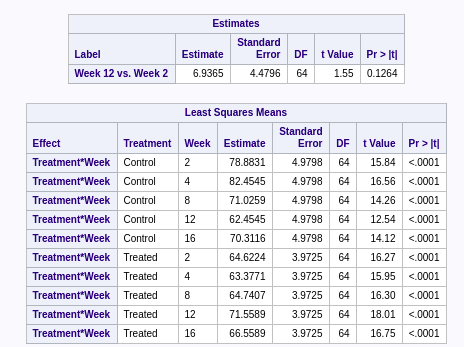 Estimates
Label Estimate Standard Error DF t Value Pr > |t|
Week 12 vs. Week 2 6.9365 4.4796 64 1.55 0.1264
Least Squares Means
Effect Treatment Week Estimate Standard Error DF t Value Pr > |t|
Treatment*Week Control 2 78.8831 4.9798 64 15.84 <.0001
Treatment*Week Control 4 82.4545 4.9798 64 16.56 <.0001
Treatment*Week Control 8 71.0259 4.9798 64 14.26 <.0001
Treatment*Week Control 12 62.4545 4.9798 64 12.54 <.0001
Treatment*Week Control 16 70.3116 4.9798 64 14.12 <.0001
Treatment*Week Treated 2 64.6224 3.9725 64 16.27 <.0001
Treatment*Week Treated 4 63.3771 3.9725 64 15.95 <.0001
Treatment*Week Treated 8 64.7407 3.9725 64 16.30 <.0001
Treatment*Week Treated 12 71.5589 3.9725 64 18.01 <.0001
Treatment*Week Treated 16 66.5589 3.9725 64 16.75 <.0001